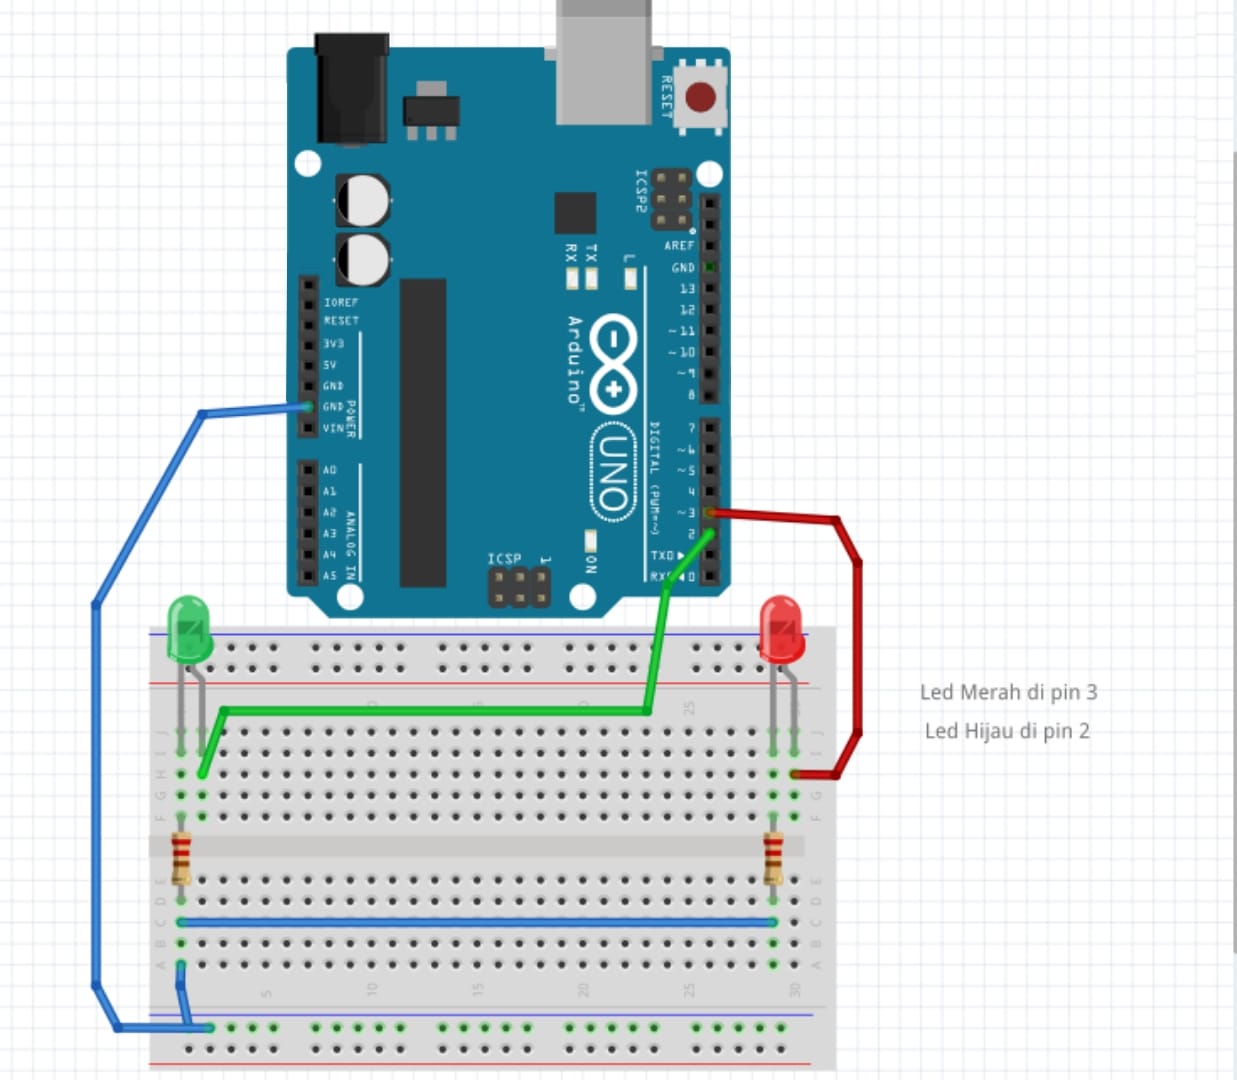 RESET
ICSP2
AREF
GND
RX
TX
L
13
12
~11
~10
~9
8
IOREF
RESET
3V3
5V
GND
GND
VIN
POWER
Arduino™
UNO
DIGITAL (PWM=~)
7
~6
~5
4
~3
2
TX0▶
RX◀0
A0
A1
A2
A3
A4
A5
ANALOG IN
ICSP
1
ON
25
J
I
H
G
F
E
D
C
B
A
J
I
G
F
E
D
C
B
A
5
10
15
20
25
30
Led Merah di pin 3
Led Hijau di pin 2